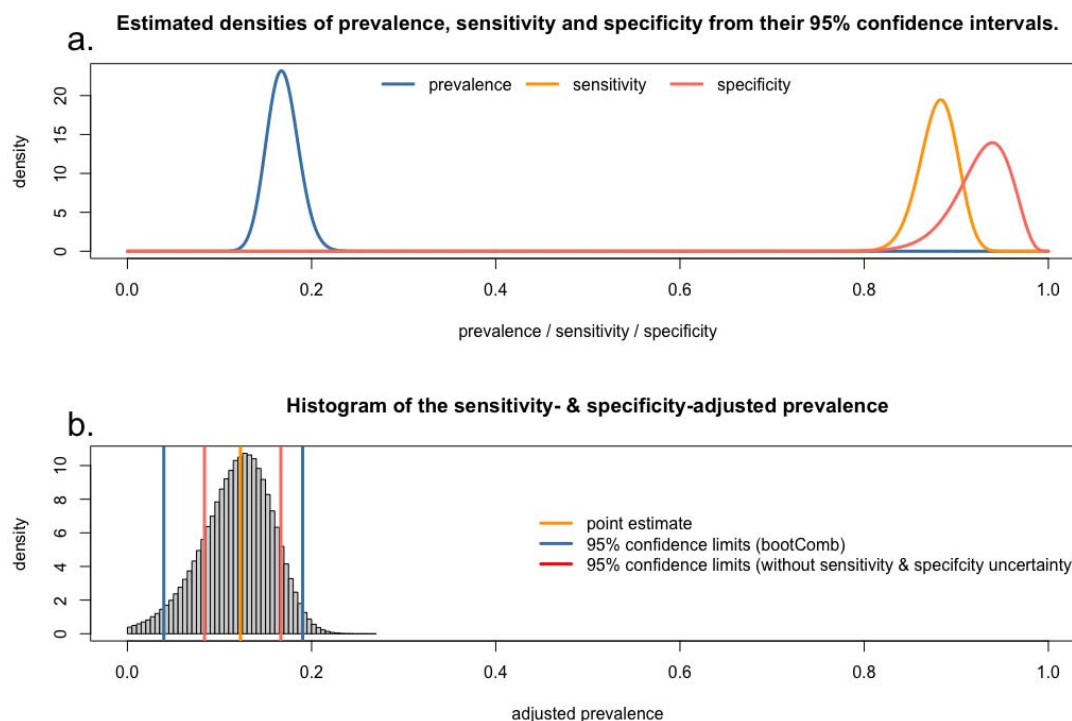 a.
Estimated densities of prevalence, sensitivity and specificity from their 95% confidence intervals.
prevalence sensitivity specificity
density
20
15
10
5
0
0.0 0.2 0.4 0.6 0.8 1.0
prevalence / sensitivity / specificity
b.
Histogram of the sensitivity- & specificity-adjusted prevalence
density
10
8
6
4
2
0
point estimate
95% confidence limits (bootComb)
95% confidence limits (without sensitivity & specifcity uncertainty
0.0 0.2 0.4 0.6 0.8 1.0
adjusted prevalence